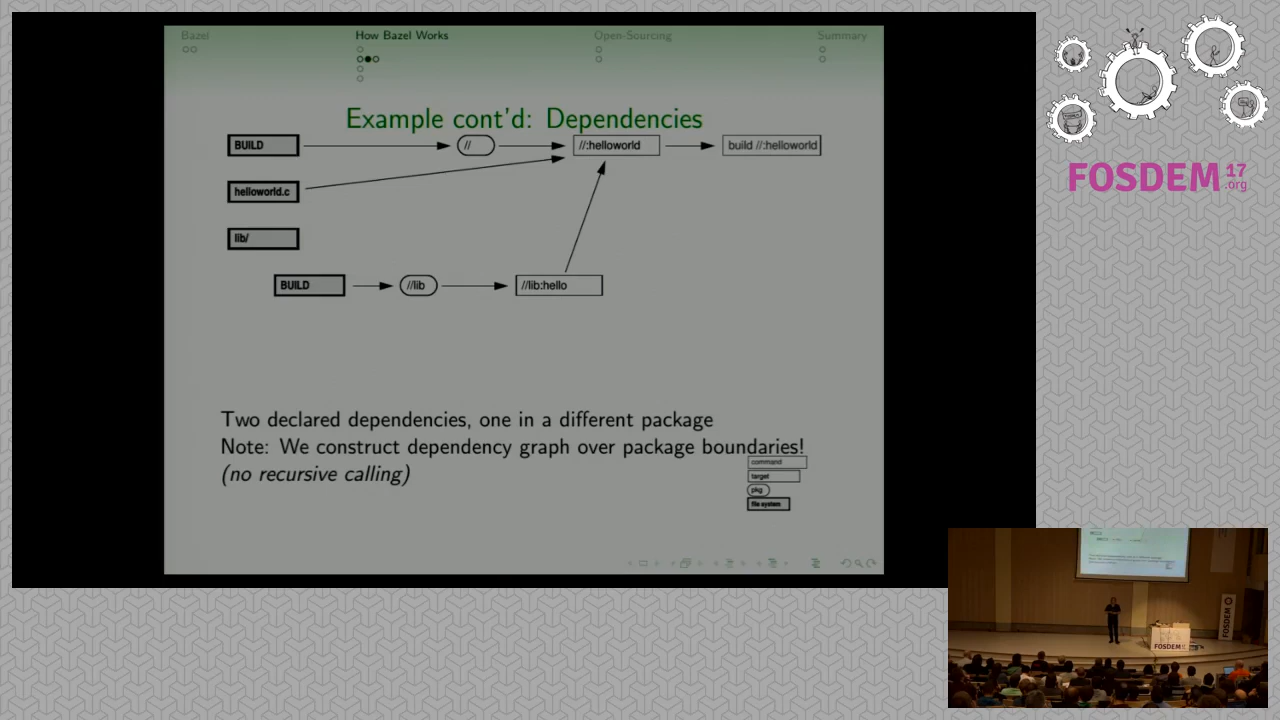 Bazel How Bazel Works Open-Sourcing Summary
Example cont'd: Dependencies
BUILD // //:helloworld build //:helloworld
helloworld.c
lib/
BUILD //lib //lib:hello
Two declared dependencies, one in a different package
Note: We construct dependency graph over package boundaries!
(no recursive calling)
command
target
pkg
file system
FOSDEM 17
.org
FOSDEM
FOSDEM